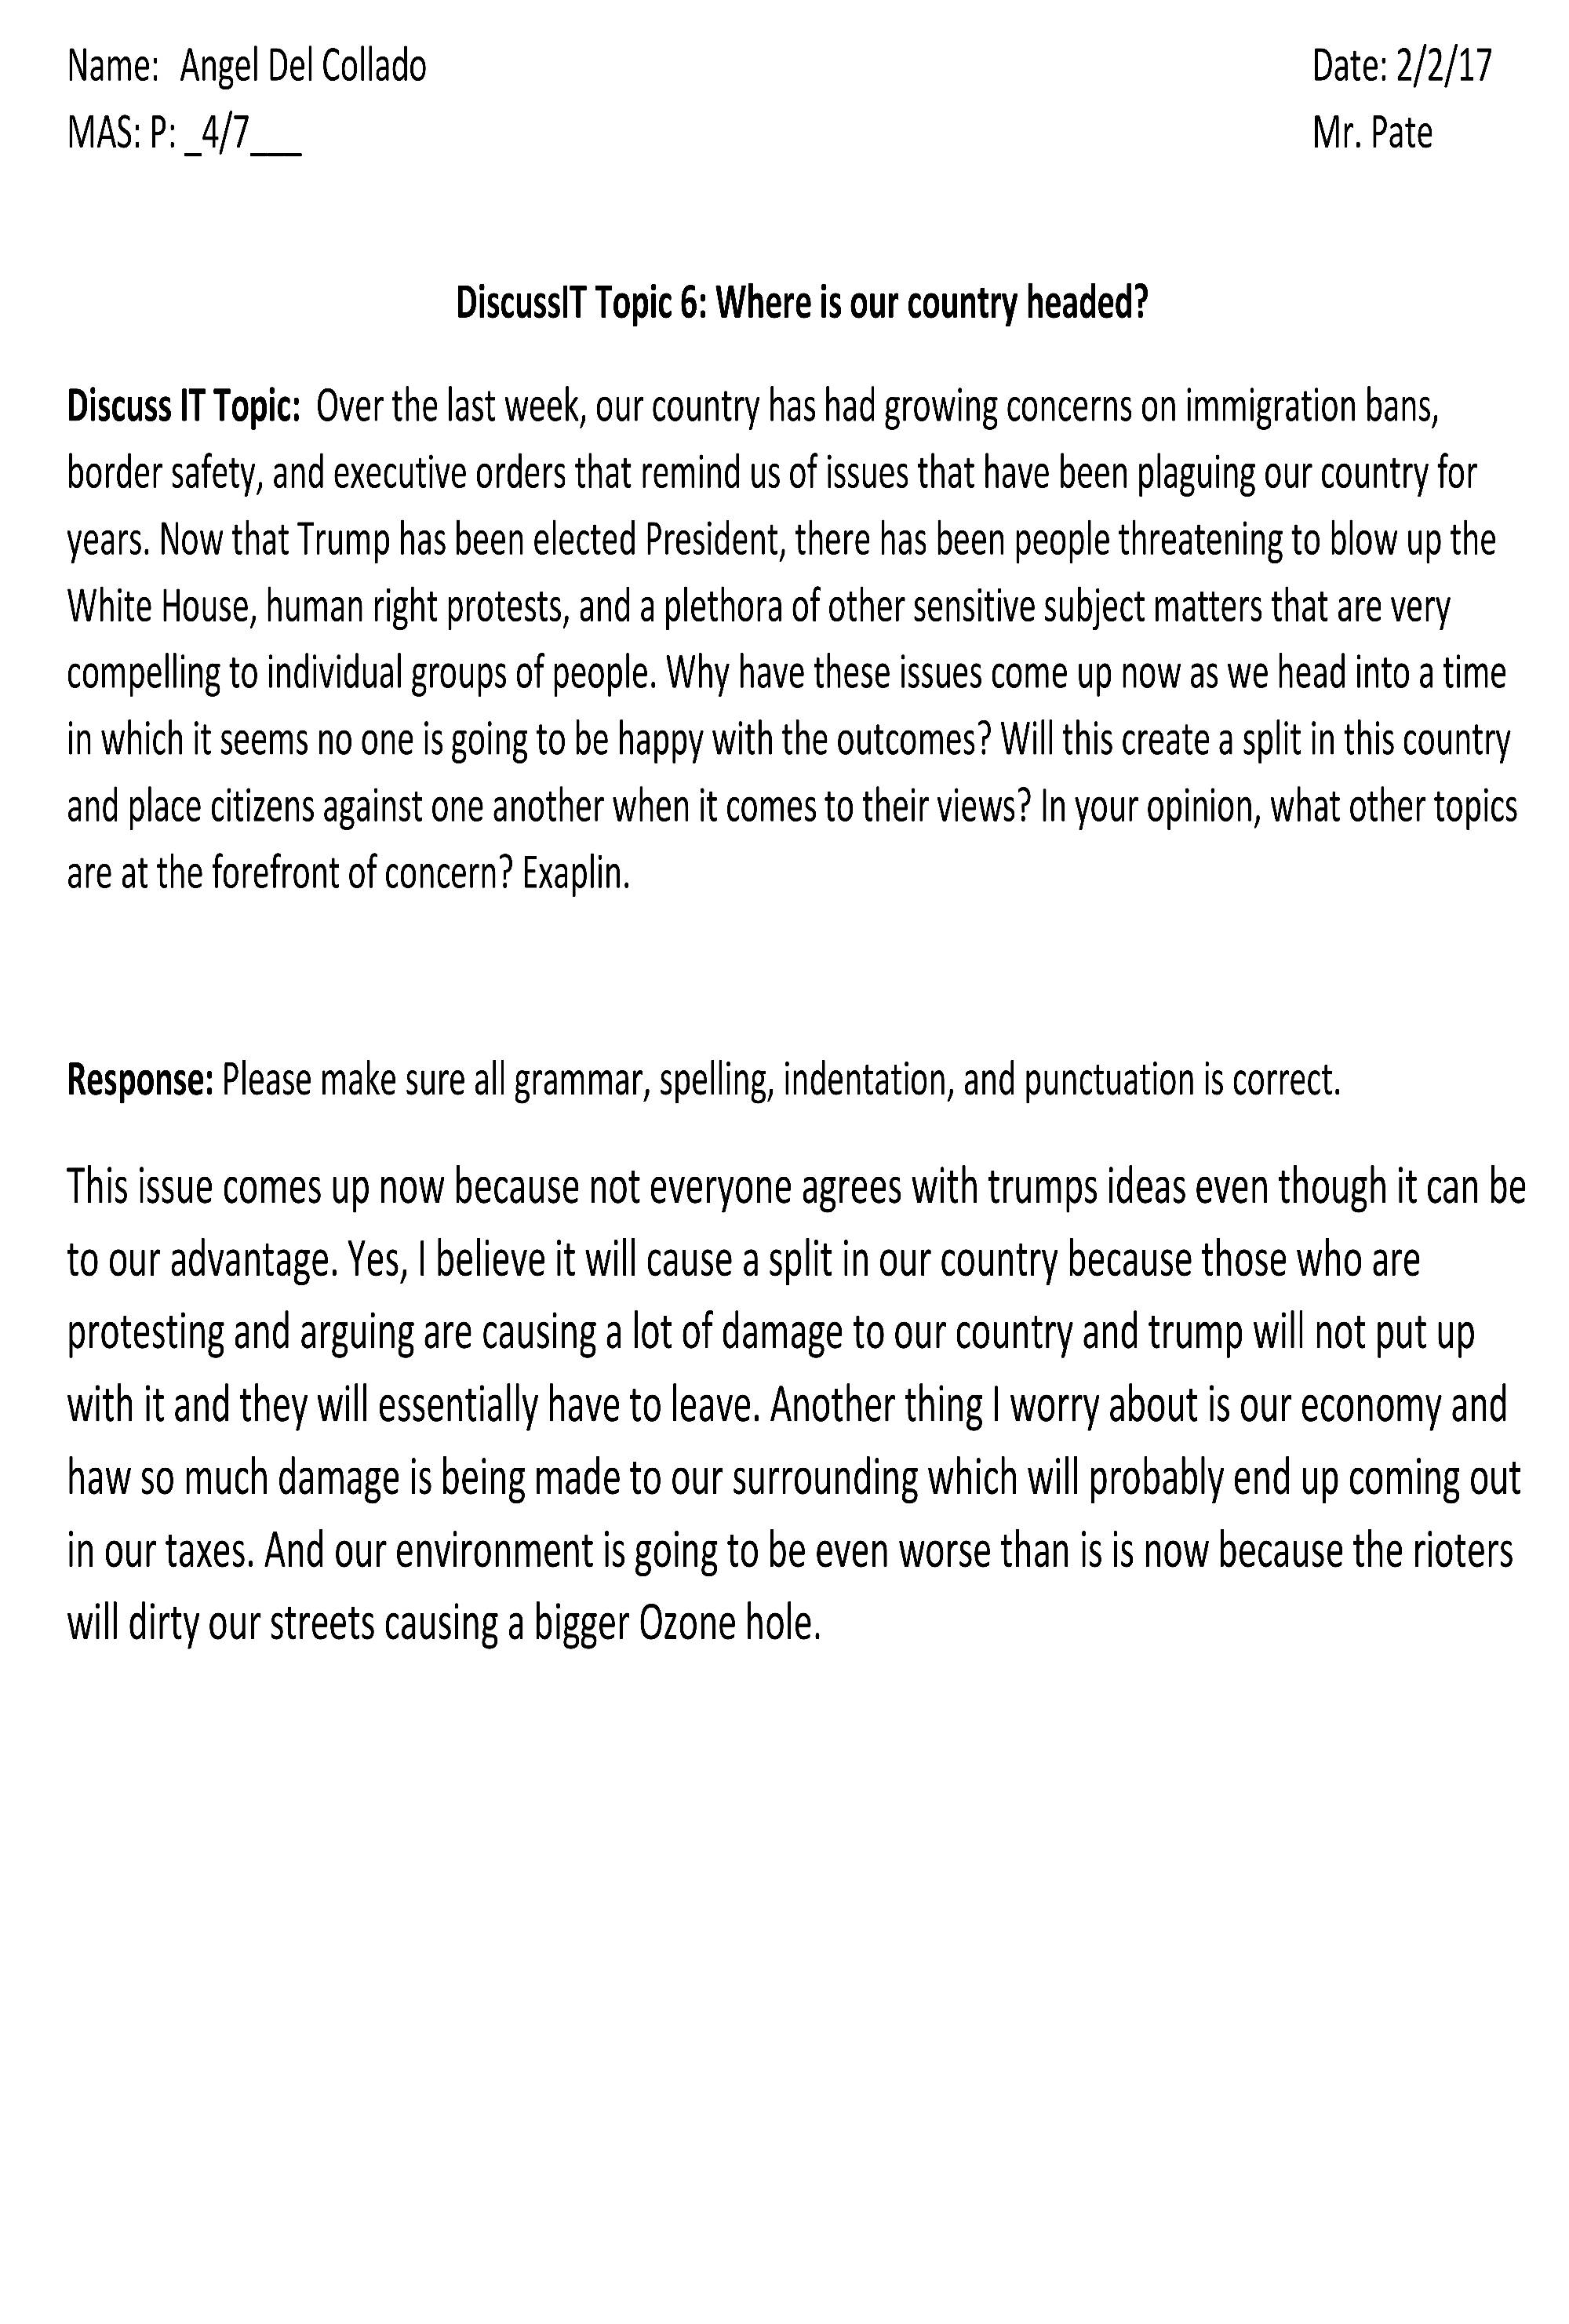 Name: Angel Del Collado Date: 2/2/17
MAS: P: _4/7___ Mr. Pate
DiscussIT Topic 6: Where is our country headed?
Discuss IT Topic: Over the last week, our country has had growing concerns on immigration bans,
border safety, and executive orders that remind us of issues that have been plaguing our country for
years. Now that Trump has been elected President, there has been people threatening to blow up the
White House, human right protests, and a plethora of other sensitive subject matters that are very
compelling to individual groups of people. Why have these issues come up now as we head into a time
in which it seems no one is going to be happy with the outcomes? Will this create a split in this country
and place citizens against one another when it comes to their views? In your opinion, what other topics
are at the forefront of concern? Exaplin.
Response: Please make sure all grammar, spelling, indentation, and punctuation is correct.
This issue comes up now because not everyone agrees with trumps ideas even though it can be
to our advantage. Yes, I believe it will cause a split in our country because those who are
protesting and arguing are causing a lot of damage to our country and trump will not put up
with it and they will essentially have to leave. Another thing I worry about is our economy and
haw so much damage is being made to our surrounding which will probably end up coming out
in our taxes. And our environment is going to be even worse than is is now because the rioters
will dirty our streets causing a bigger Ozone hole.